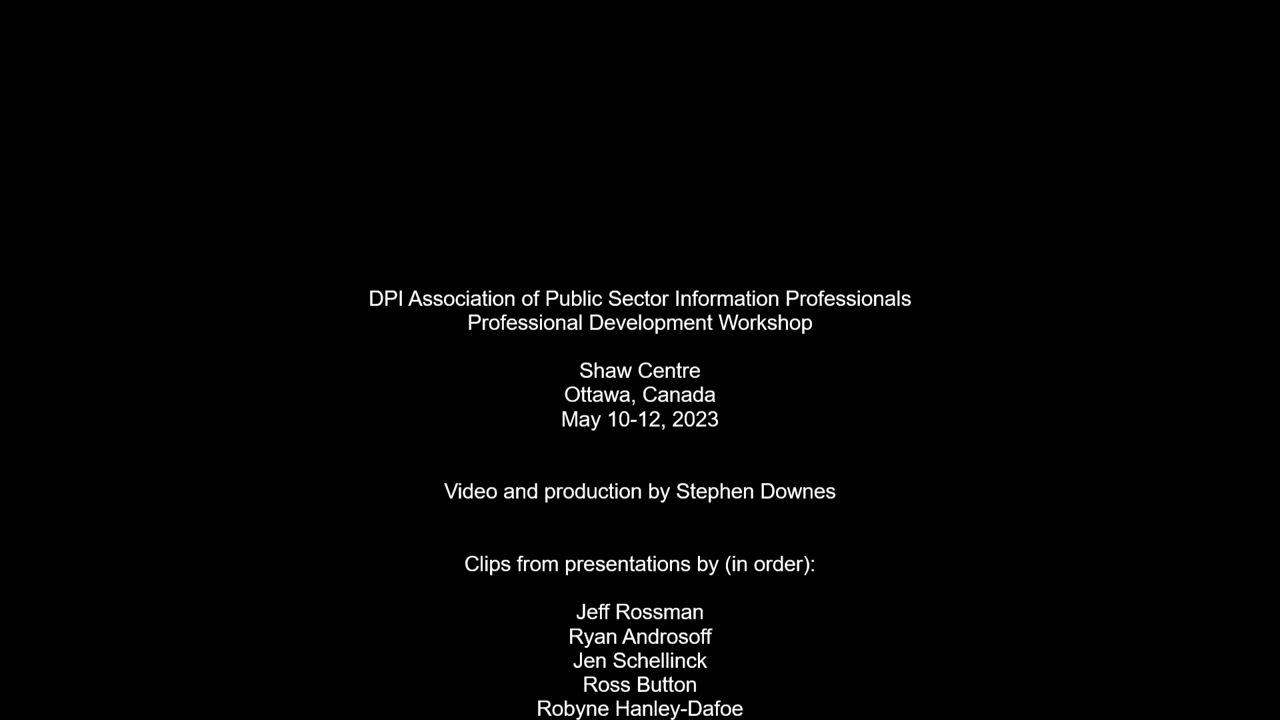 DPI Association of Public Sector Information Professionals
Professional Development Workshop
Shaw Centre
Ottawa, Canada
May 10-12, 2023
Video and production by Stephen Downes
Clips from presentations by (in order):
Jeff Rossman
Ryan Androsoff
Jen Schellinck
Ross Button
Robyne Hanley-Dafoe